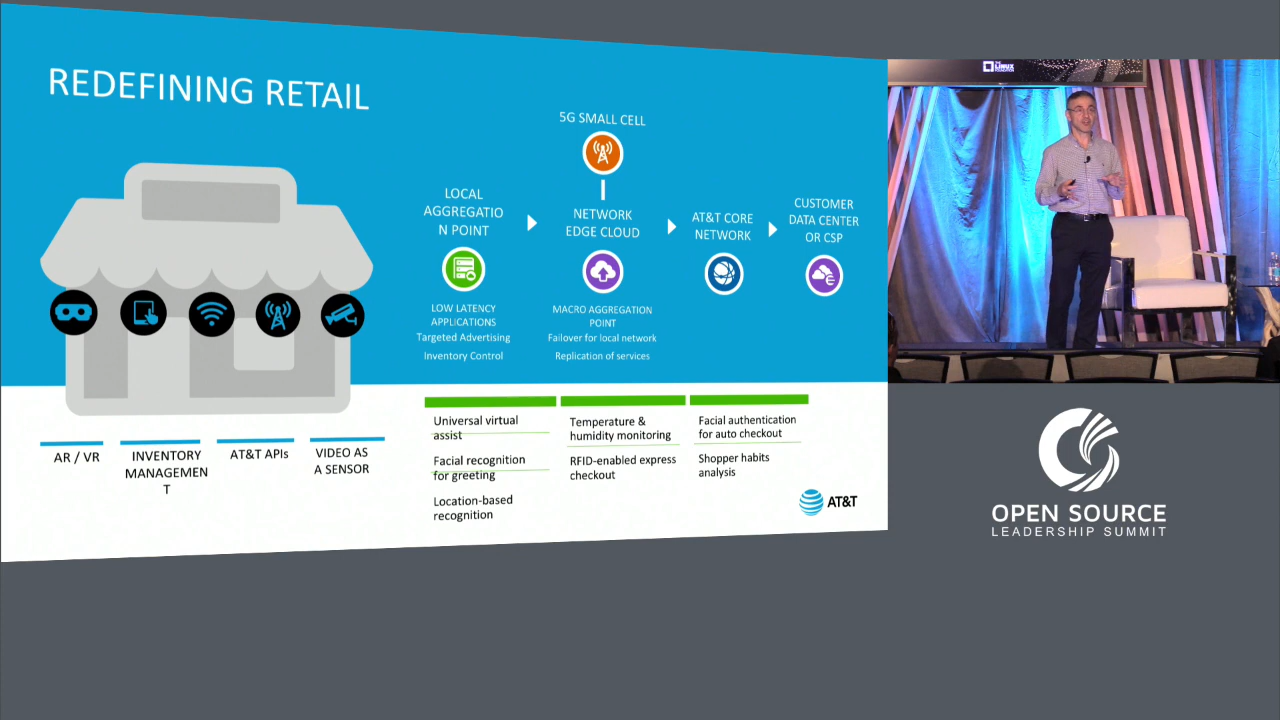 REDEFINING RETAIL
5G SMALL CELL
LOCAL
AGGREGATIO
N POINT
NETWORK
EDGE CLOUD
AT&T CORE
NETWORK
CUSTOMER
DATA CENTER
OR CSP
LOW LATENCY
APPLICATIONS
Targeted Advertising
Inventory Control
MACRO AGGREGATION
POINT
Failover for local network
Replication of services
AR / VR
INVENTORY
MANAGEMEN
T
AT&T APIs
VIDEO AS
A SENSOR
Universal virtual
assist
Facial recognition
for greeting
Location-based
recognition
Temperature &
humidity monitoring
RFID-enabled express
checkout
Facial authentication
for auto checkout
Shopper habits
analysis
AT&T
THE
LINUX
FOUNDATION
OPEN SOURCE
LEADERSHIP SUMMIT